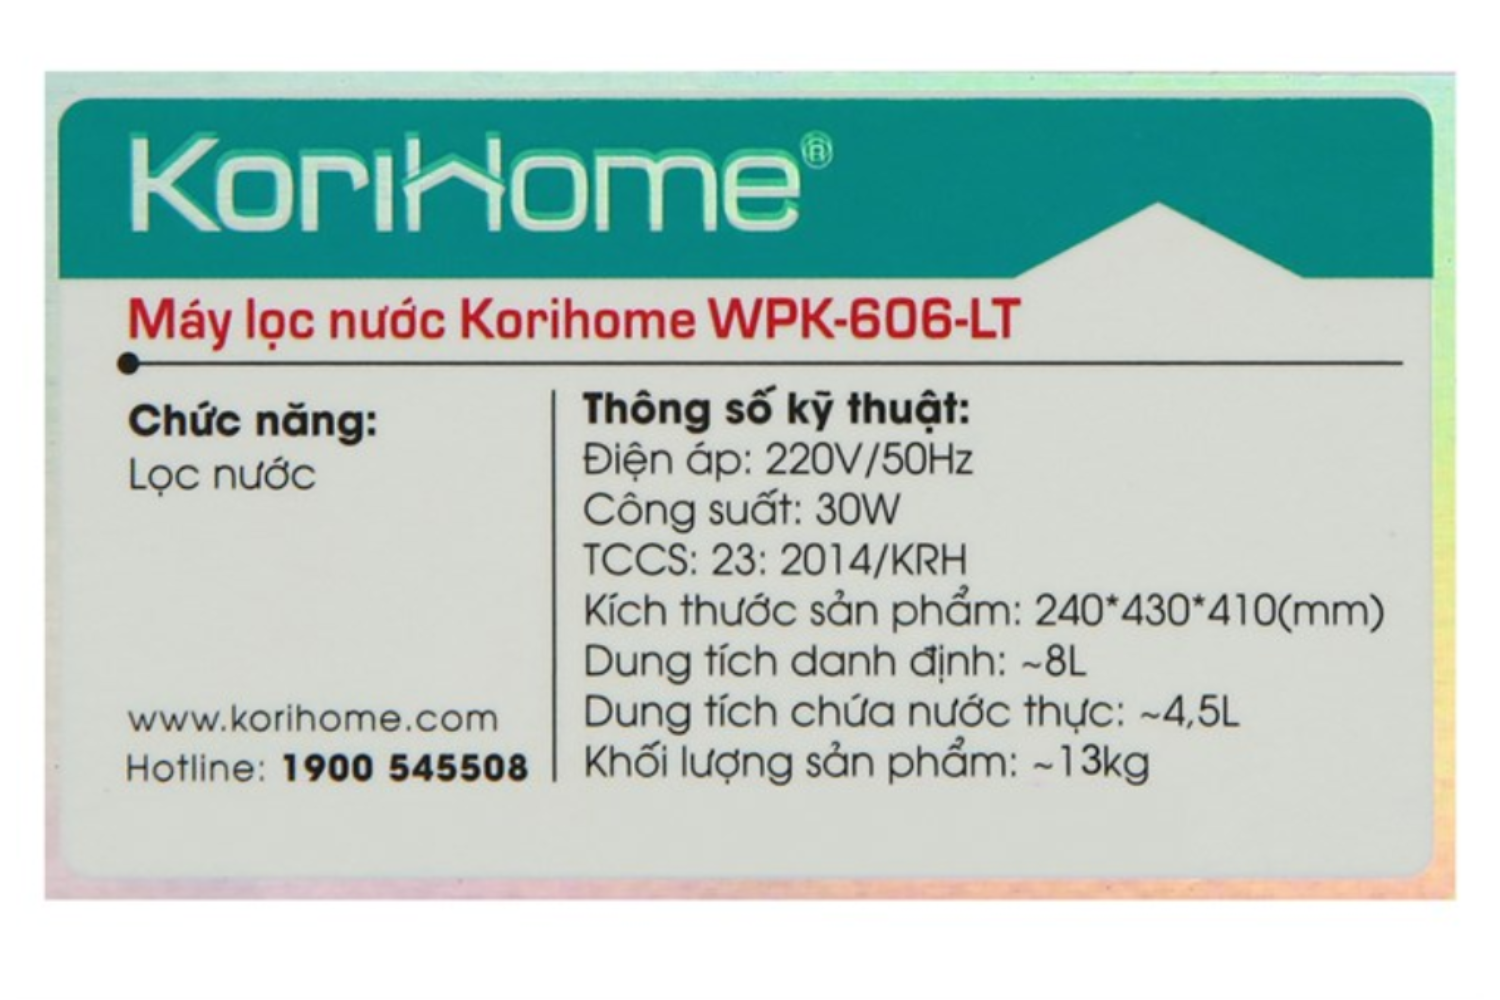 KoriHome®
Máy lọc nước Korihome WPK-606-LT
Chức năng:
Lọc nước
www.korihome.com
Hotline: 1900 545508
Thông số kỹ thuật:
Điện áp: 220V/50Hz
Công suất: 30W
TCCS: 23: 2014/KRH
Kích thước sản phẩm: 240*430*410(mm)
Dung tích danh định: ~8L
Dung tích chứa nước thực: ~4,5L
Khối lượng sản phẩm: ~13kg